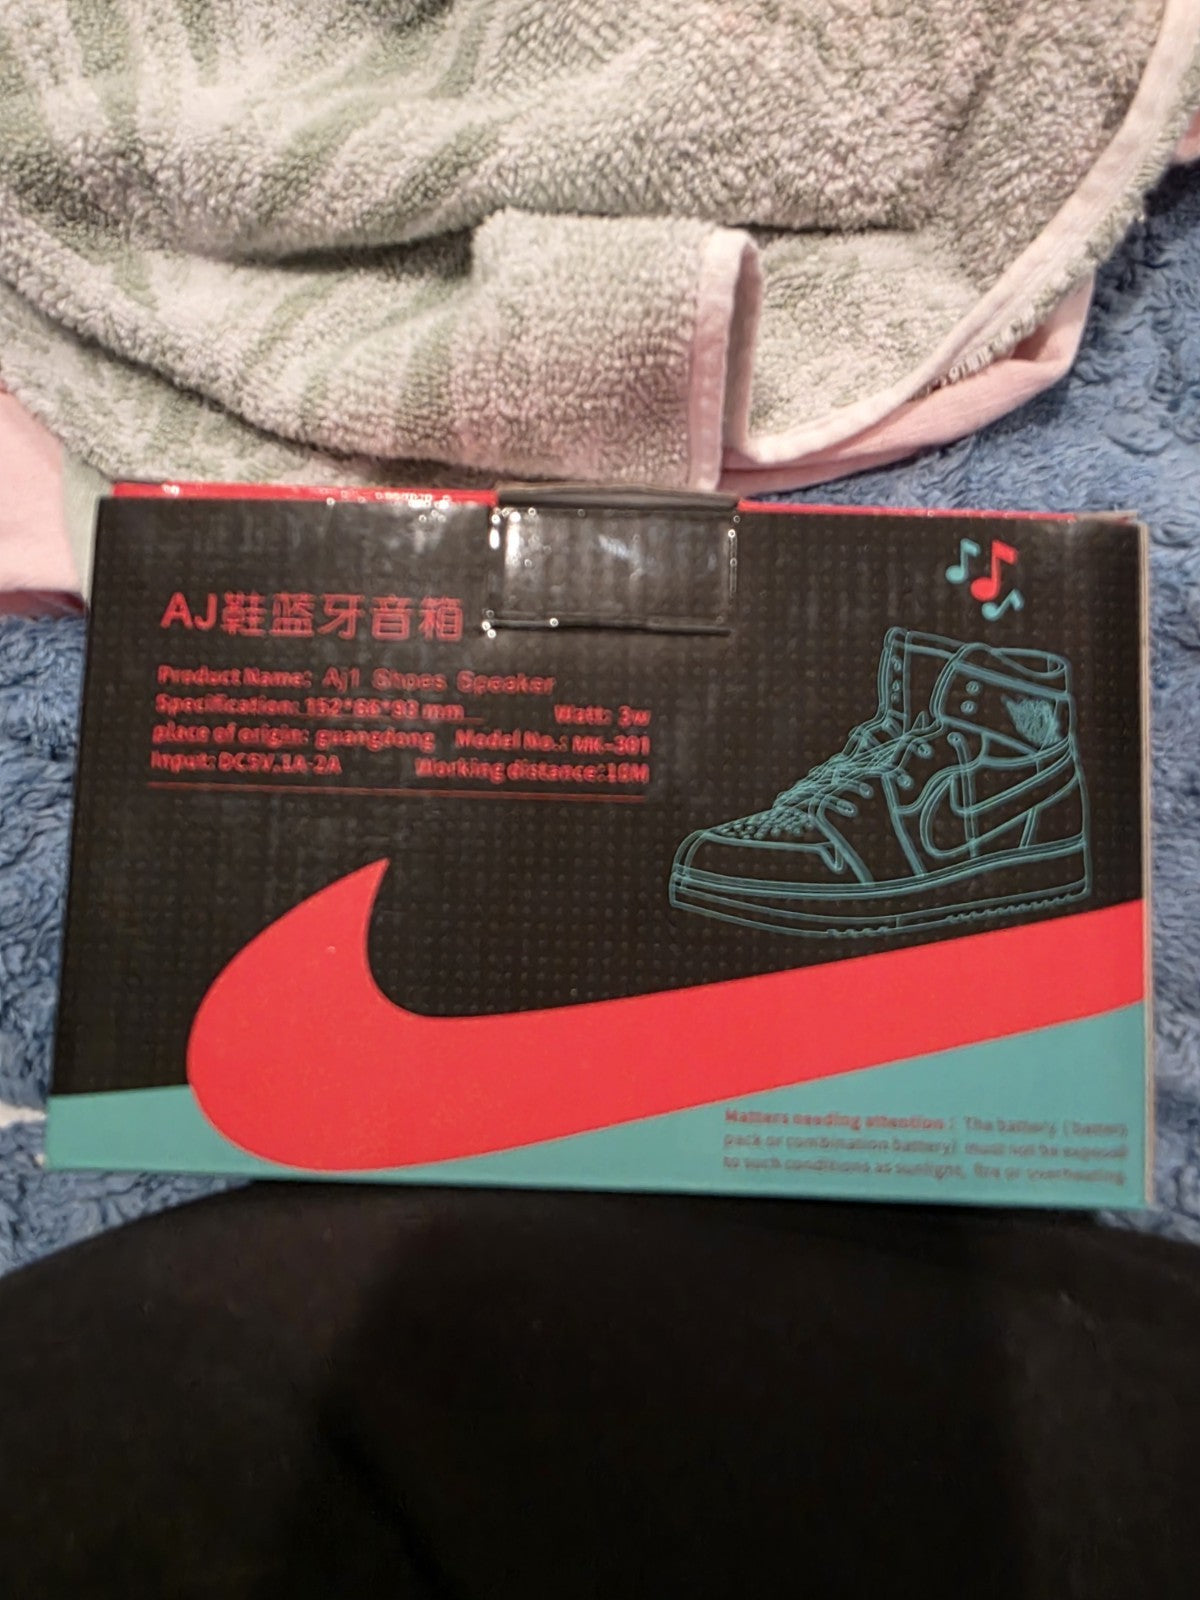 AJ鞋蓝牙音箱
Product Name: Aj1 Shoes Speaker
Specification: 152*66*93 mm Watt: 3w
place of origin: guangdong Model No.: MK-301
Input: DC5V.1A-2A Working distance:10M
Matters needing attention: The battery (battery
pack or combination battery) must not be exposed
to such conditions as sunlight, fire or overheating